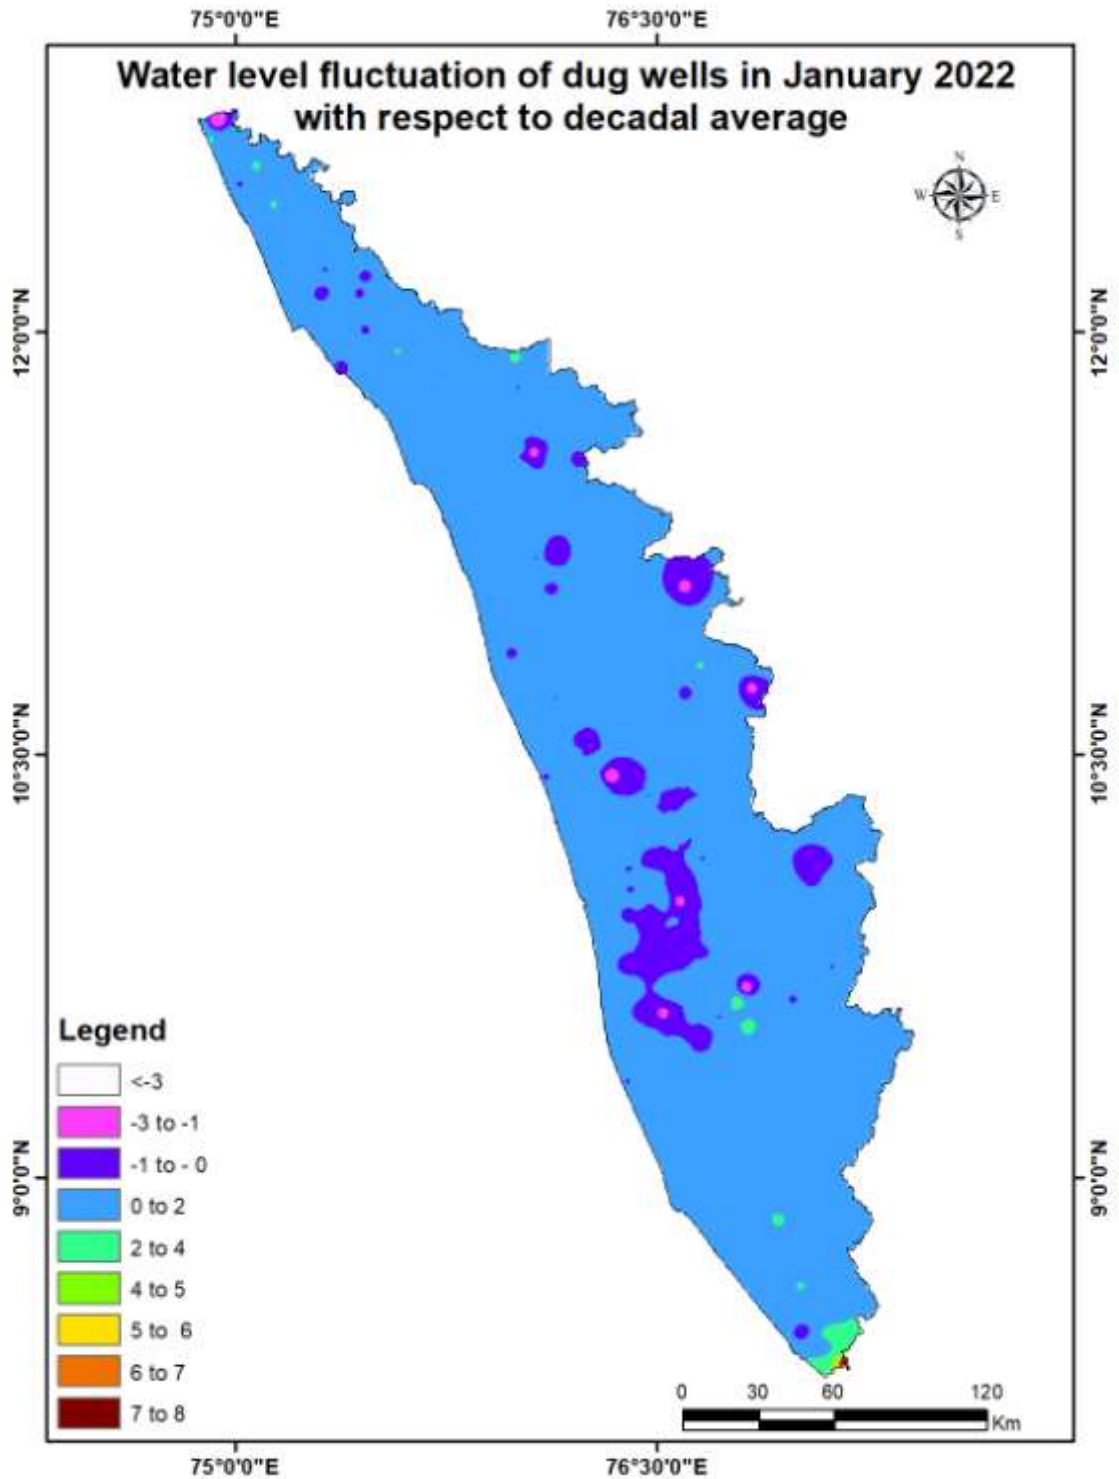 75°0'0"E 76°30'0"E
Water level fluctuation of dug wells in January 2022
with respect to decadal average
N
W E
S
12°0'0"N 12°0'0"N
10°30'0"N 10°30'0"N
Legend
<-3
-3 to -1
-1 to - 0
9°0'0"N 9°0'0"N
0 to 2
2 to 4
4 to 5
5 to 6
6 to 7
7 to 8
0 30 60 120
Km
75°0'0"E 76°30'0"E